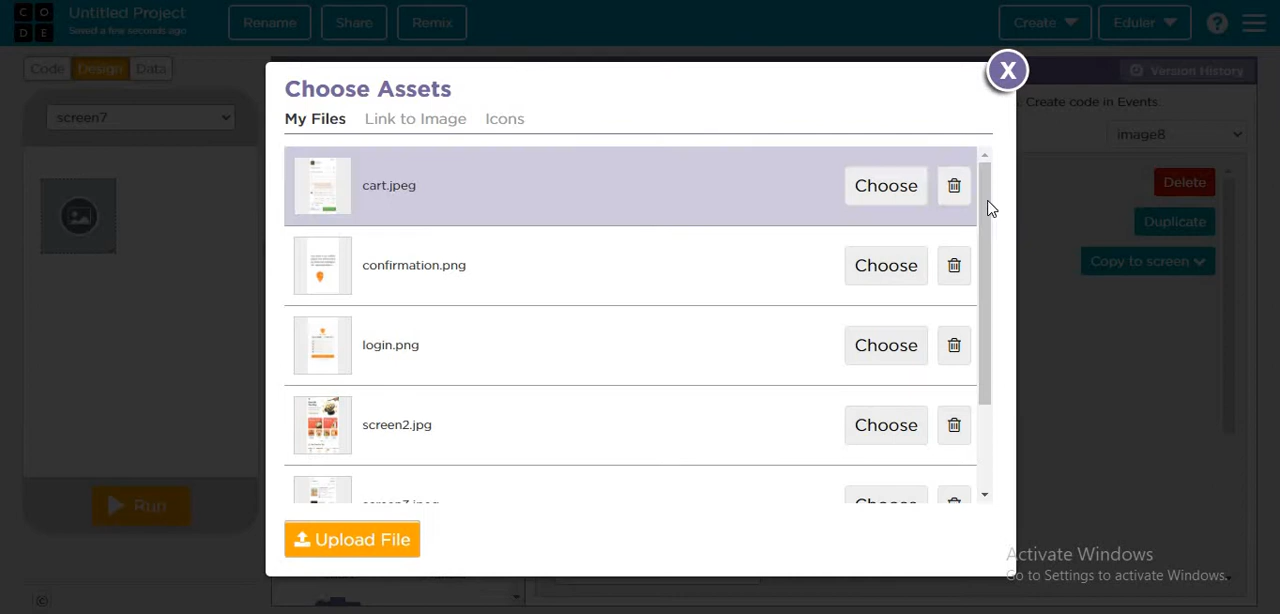 CO
DE
Untitled Project
Saved a few seconds ago
Rename
Share
Remix
Create
Eduler
?
Code
Design
Data
Version History
screen7
. Create code in Events.
image8
Delete
Duplicate
Copy to screen
Run
X
Choose Assets
My Files
Link to Image
Icons
cart.jpeg
Choose
confirmation.png
Choose
login.png
Choose
screen2.jpg
Choose
Choose
Upload File
Activate Windows
Go to Settings to activate Windows.